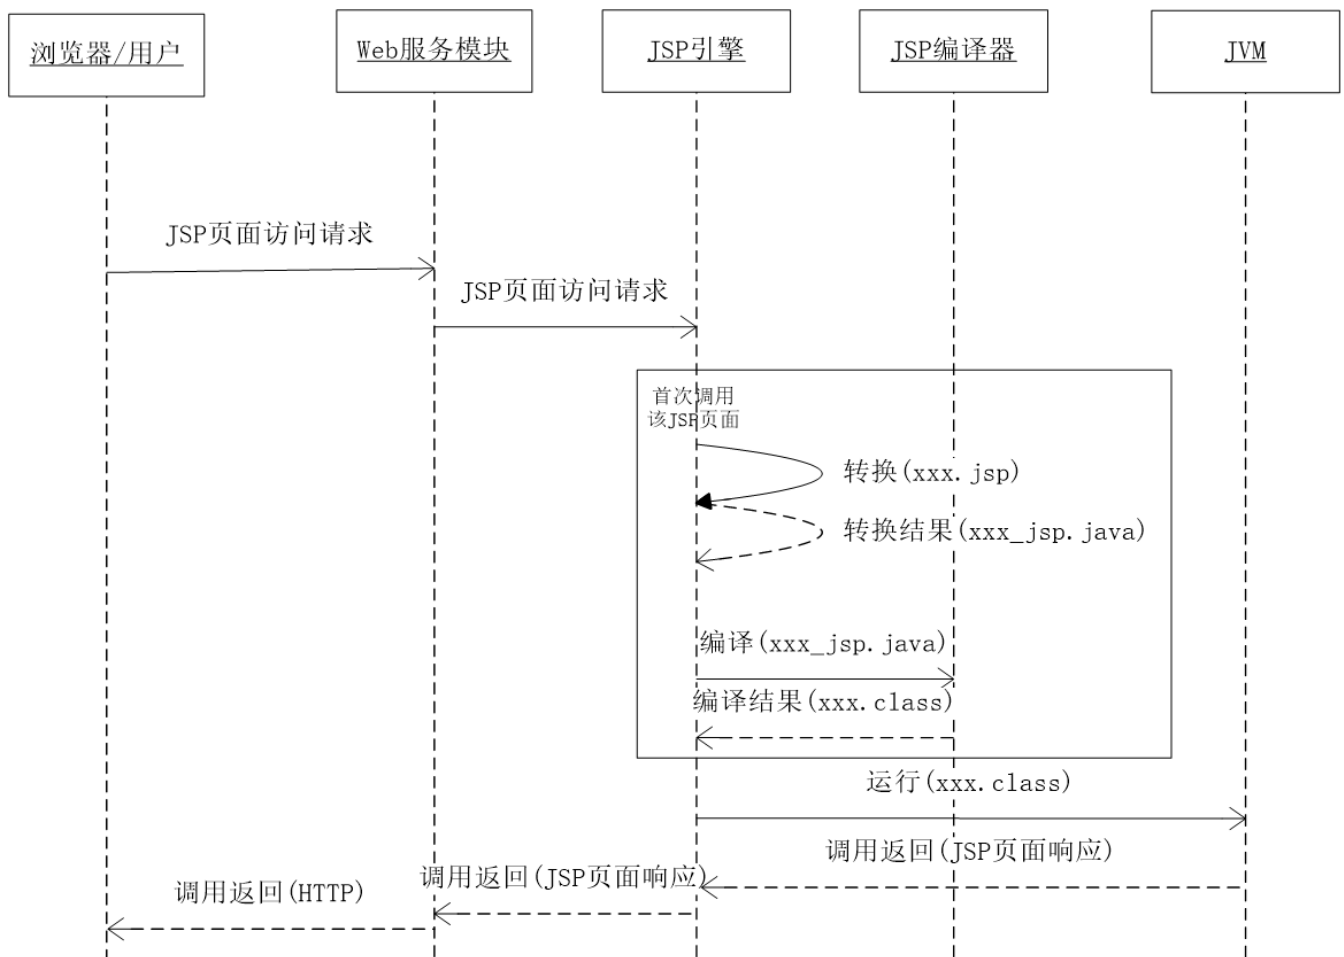 浏览器/用户
Web服务模块
JSP引擎
JSP编译器
JVM
JSP页面访问请求
JSP页面访问请求
首次调用
该JSP页面
转换(xxx.jsp)
转换结果(xxx_jsp.java)
编译(xxx_jsp.java)
编译结果(xxx.class)
运行(xxx.class)
调用返回(JSP页面响应)
调用返回(JSP页面响应)
调用返回(HTTP)